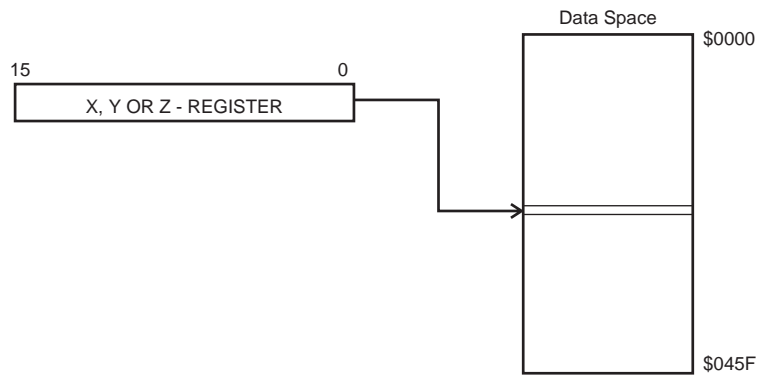 Data Space
$0000
15 0
X, Y OR Z - REGISTER
$045F